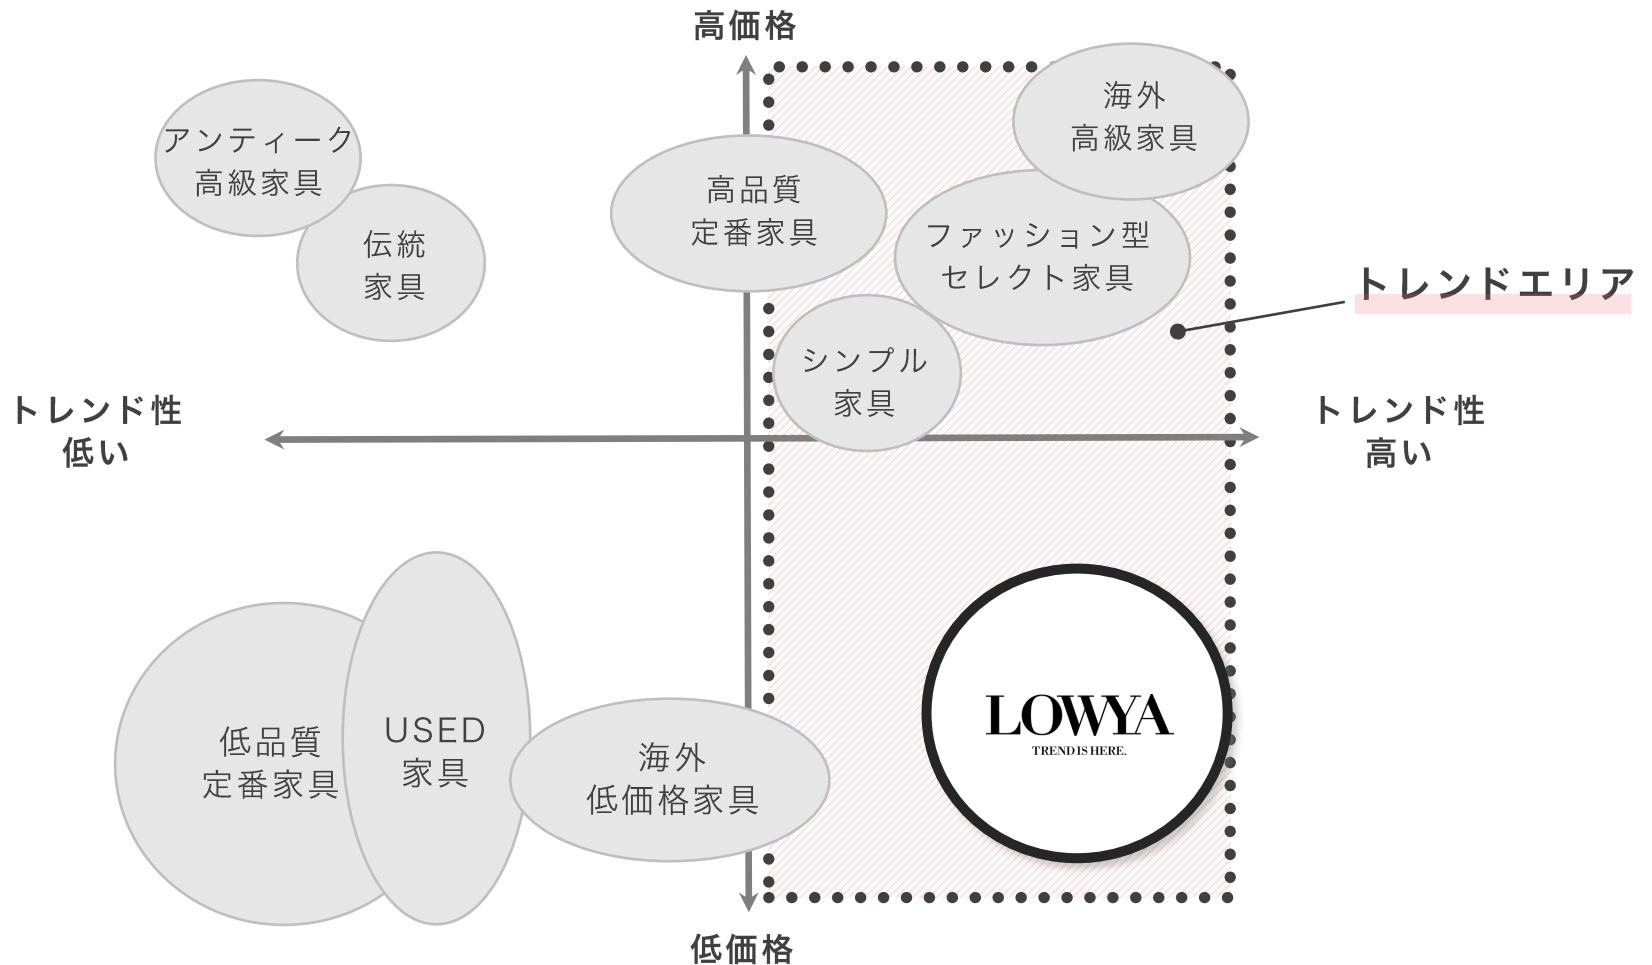 高価格
アンティーク
高級家具
伝統
家具
高品質
定番家具
海外
高級家具
ファッション型
セレクト家具
シンプル
家具
トレンドエリア
トレンド性
低い
トレンド性
高い
低品質
定番家具
USED
家具
海外
低価格家具
LOWYA
TREND IS HERE.
低価格